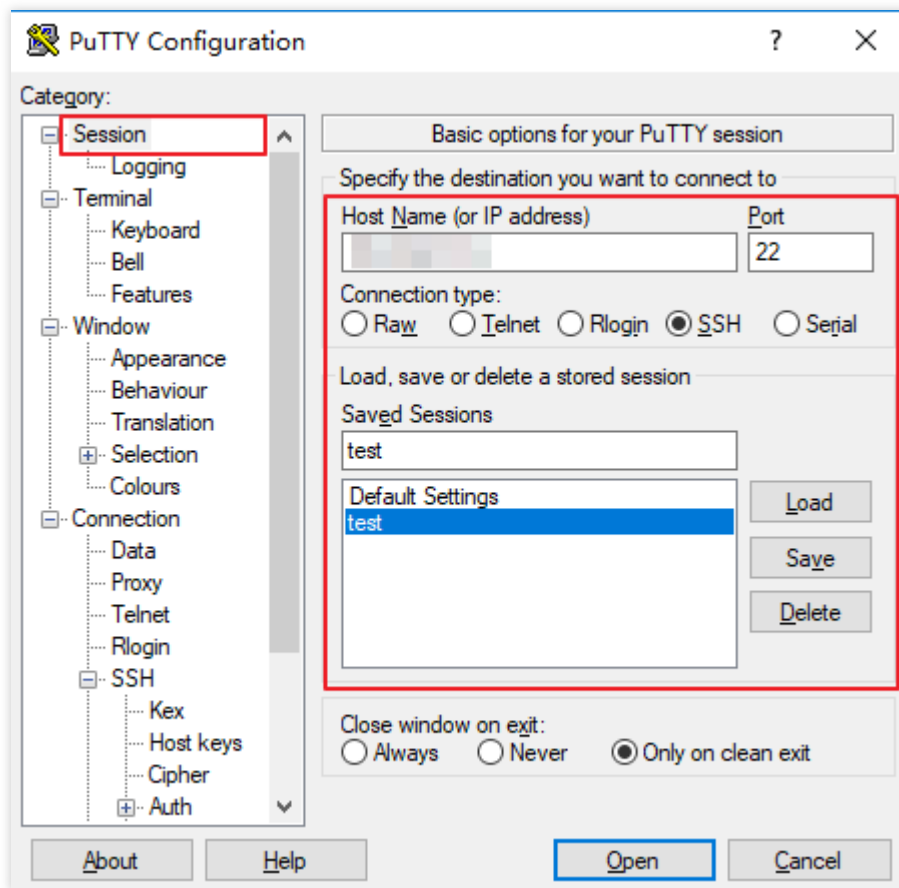 PuTTY Configuration
?
Category:
Session
Logging
Terminal
Keyboard
Bell
Features
Window
Appearance
Behaviour
Translation
Selection
Colours
Connection
Data
Proxy
Telnet
Rlogin
SSH
Kex
Host keys
Cipher
Auth
Basic options for your PuTTY session
Specify the destination you want to connect to
Host Name (or IP address) Port
22
Connection type:
Raw Telnet Rlogin SSH Serial
Load, save or delete a stored session
Saved Sessions
test
Default Settings
test
Load
Save
Delete
Close window on exit:
Always Never Only on clean exit
About Help Open Cancel